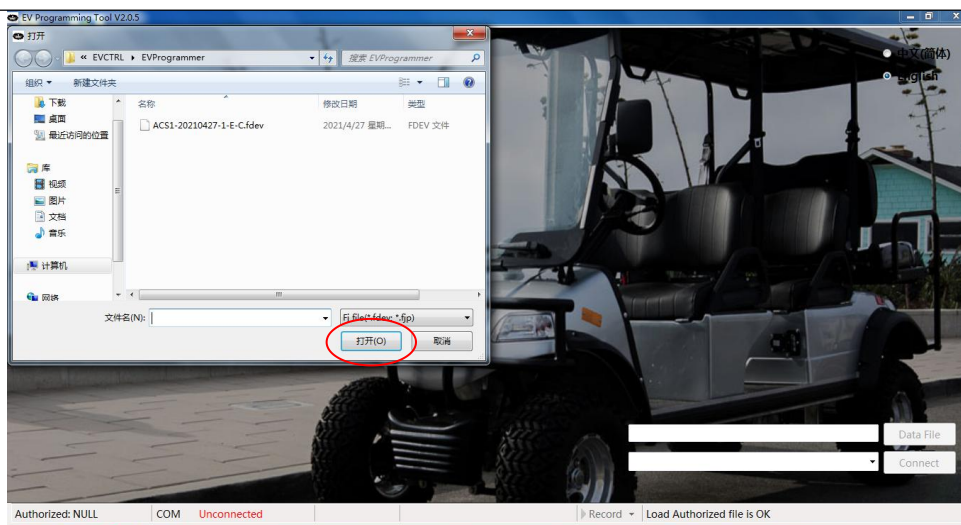 EV Programming Tool V2.0.5
打开
« EVCTRL ▸ EVProgrammer
搜索 EVProgrammer
组织
新建文件夹
下载
桌面
最近访问的位置
库
视频
图片
文档
音乐
计算机
网络
名称
修改日期
类型
ACS1-20210427-1-E-C.fdev
2021/4/27 星期...
FDEV 文件
文件名(N):
Fj file(*.fdev; *.fjp)
打开(O)
取消
中文(简体)
English
Data File
Connect
Authorized: NULL
COM
Unconnected
Record
Load Authorized file is OK